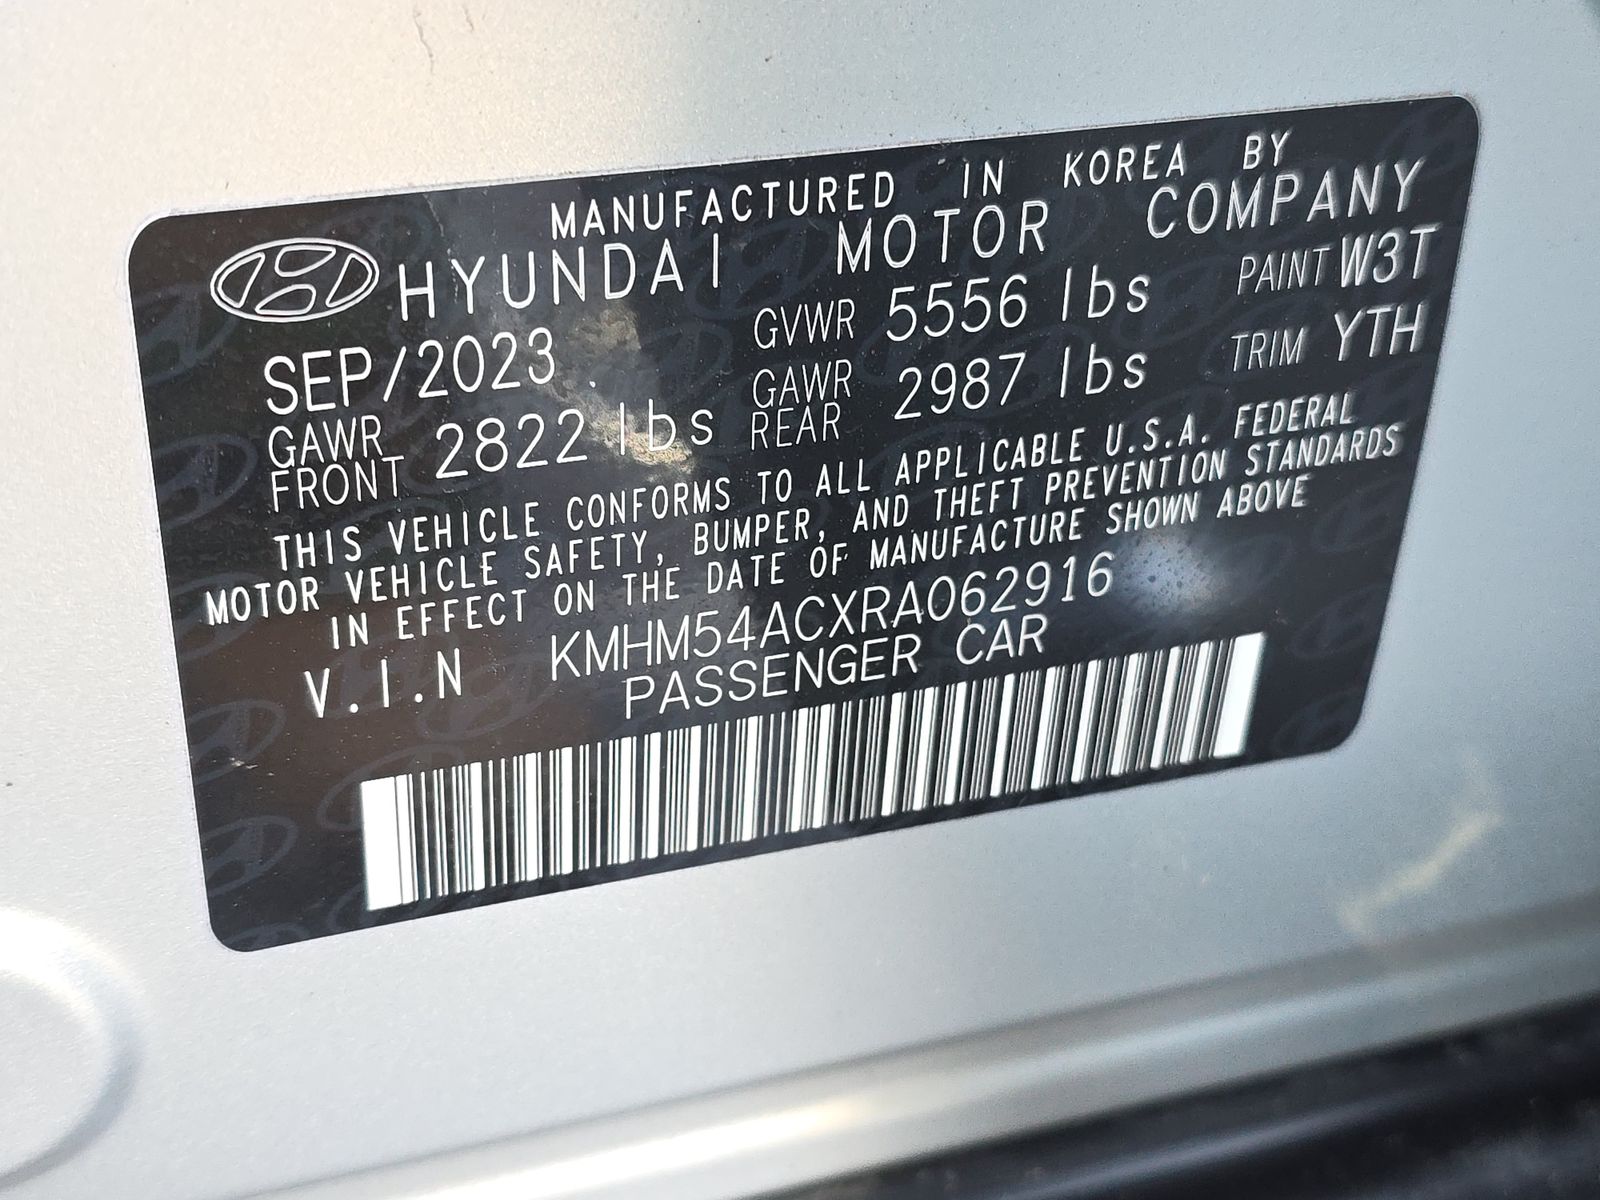 MANUFACTURED IN KOREA BY
HYUNDAI MOTOR COMPANY
SEP/2023 GVWR 5556 lbs PAINT W3T
GAWR FRONT 2822 lbs GAWR REAR 2987 lbs TRIM YTH
THIS VEHICLE CONFORMS TO ALL APPLICABLE U.S.A. FEDERAL
MOTOR VEHICLE SAFETY, BUMPER, AND THEFT PREVENTION STANDARDS
IN EFFECT ON THE DATE OF MANUFACTURE SHOWN ABOVE
V.I.N KMHM54ACXRA062916
PASSENGER CAR